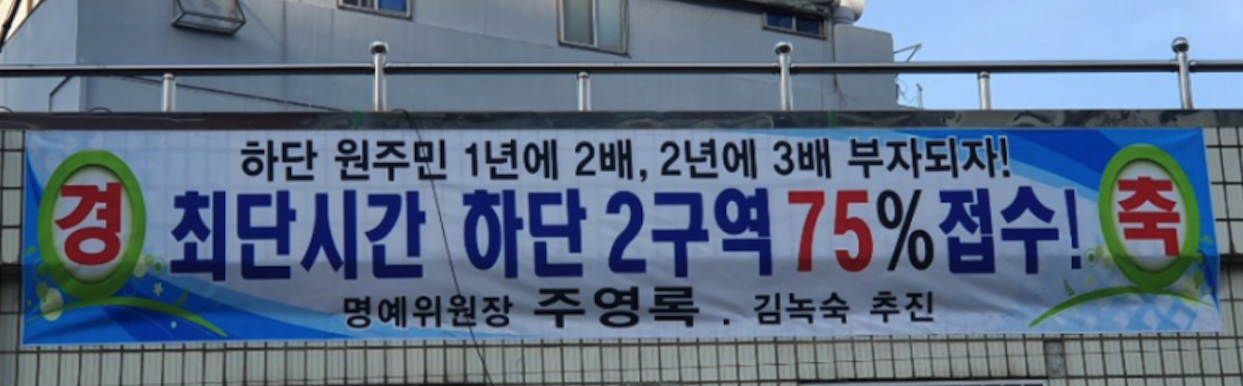 하단 원주민 1년에 2배, 2년에 3배 부자되자!
경 최단시간 하단 2구역 75% 접수! 축
명예위원장 주영록 . 김녹숙 추진